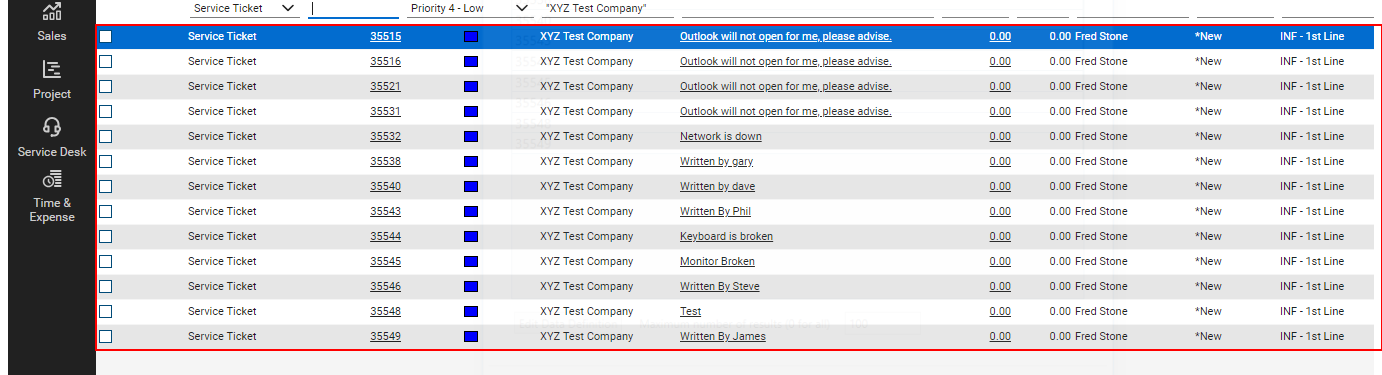 Service Ticket Priority 4 - Low "XYZ Test Company"
Sales
Project
Service Desk
Time &
Expense
Service Ticket 35515 XYZ Test Company Outlook will not open for me, please advise. 0.00 0.00 Fred Stone *New INF - 1st Line
Service Ticket 35516 XYZ Test Company Outlook will not open for me, please advise. 0.00 0.00 Fred Stone *New INF - 1st Line
Service Ticket 35521 XYZ Test Company Outlook will not open for me, please advise. 0.00 0.00 Fred Stone *New INF - 1st Line
Service Ticket 35531 XYZ Test Company Outlook will not open for me, please advise. 0.00 0.00 Fred Stone *New INF - 1st Line
Service Ticket 35532 XYZ Test Company Network is down 0.00 0.00 Fred Stone *New INF - 1st Line
Service Ticket 35538 XYZ Test Company Written by gary 0.00 0.00 Fred Stone *New INF - 1st Line
Service Ticket 35540 XYZ Test Company Written by dave 0.00 0.00 Fred Stone *New INF - 1st Line
Service Ticket 35543 XYZ Test Company Written By Phil 0.00 0.00 Fred Stone *New INF - 1st Line
Service Ticket 35544 XYZ Test Company Keyboard is broken 0.00 0.00 Fred Stone *New INF - 1st Line
Service Ticket 35545 XYZ Test Company Monitor Broken 0.00 0.00 Fred Stone *New INF - 1st Line
Service Ticket 35546 XYZ Test Company Written By Steve 0.00 0.00 Fred Stone *New INF - 1st Line
Service Ticket 35548 XYZ Test Company Test 0.00 0.00 Fred Stone *New INF - 1st Line
Service Ticket 35549 XYZ Test Company Written By James 0.00 0.00 Fred Stone *New INF - 1st Line